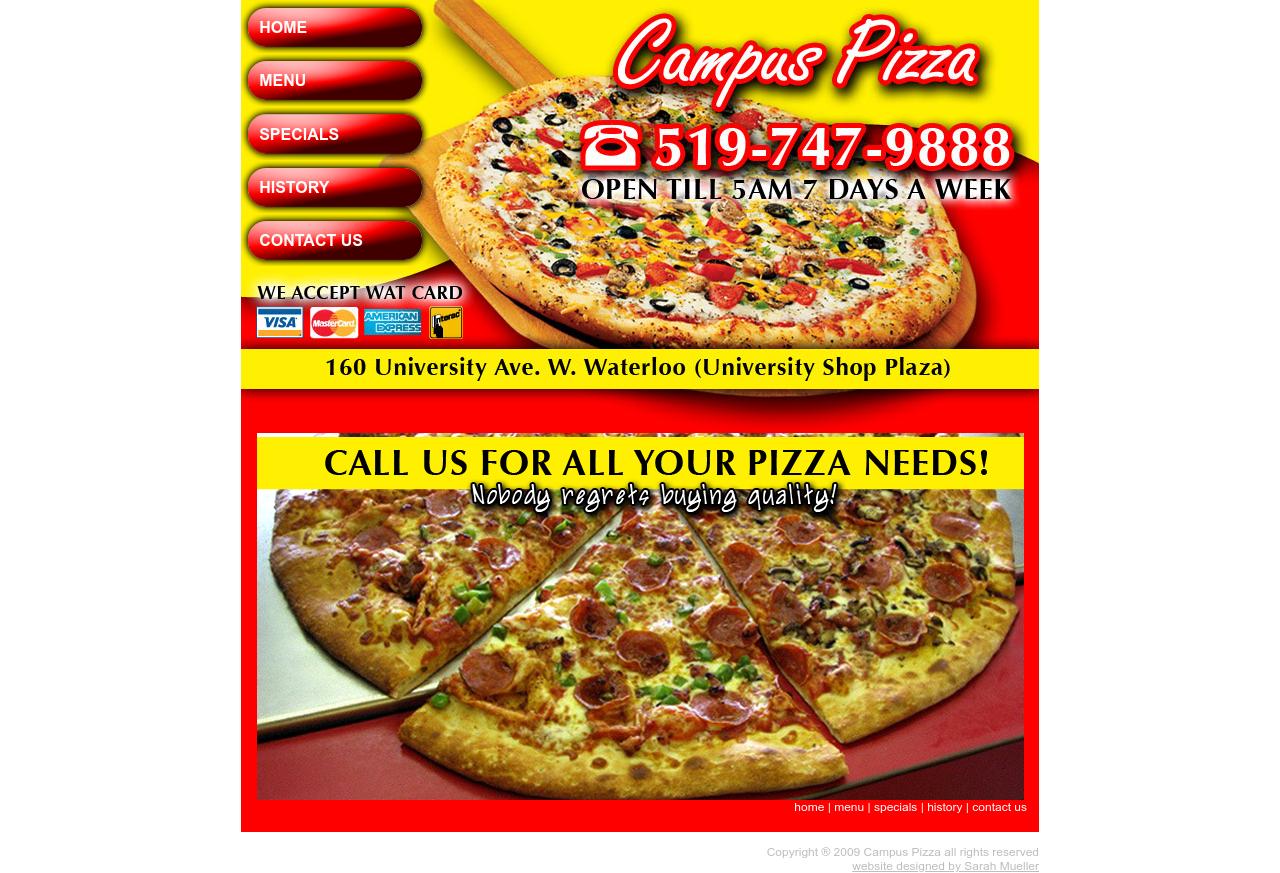 HOME
MENU
SPECIALS
HISTORY
CONTACT US
Campus Pizza
519-747-9888
OPEN TILL 5AM 7 DAYS A WEEK
WE ACCEPT WAT CARD
VISA MasterCard AMERICAN EXPRESS Interac
160 University Ave. W. Waterloo (University Shop Plaza)
CALL US FOR ALL YOUR PIZZA NEEDS!
Nobody regrets buying quality!
home | menu | specials | history | contact us
Copyright ® 2009 Campus Pizza all rights reserved
website designed by Sarah Mueller